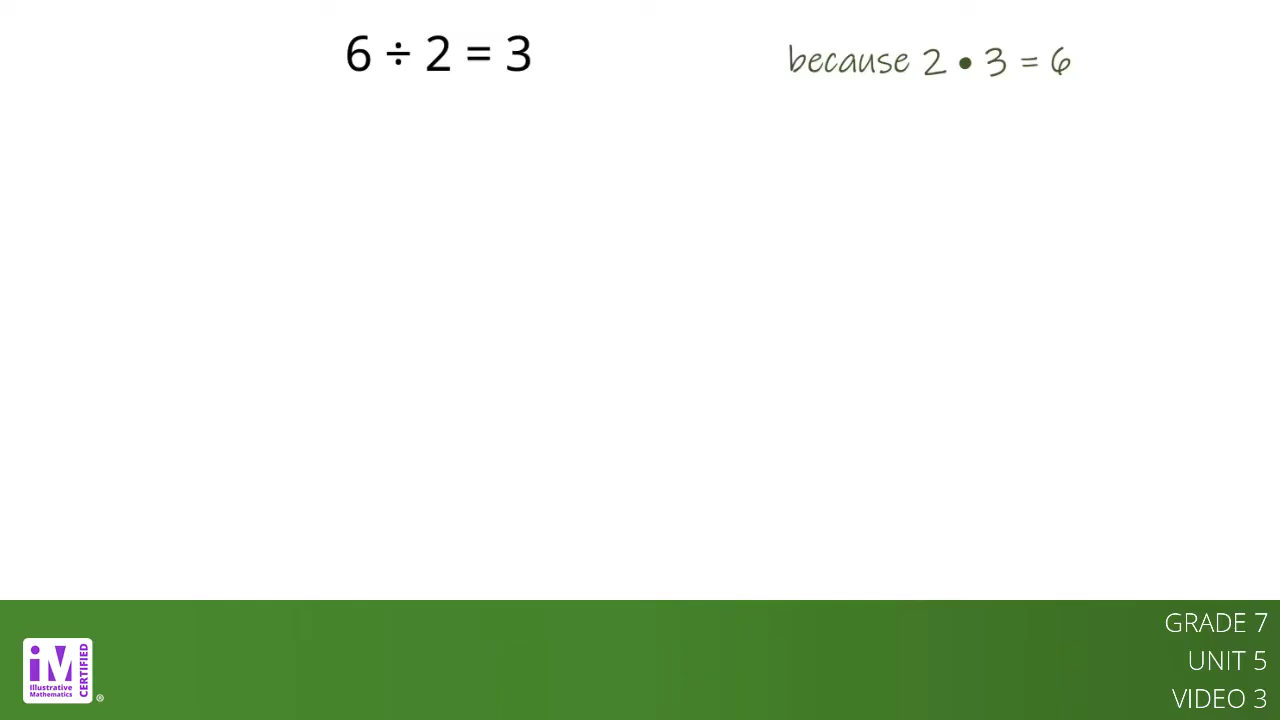 6 ÷ 2 = 3
because 2 • 3 = 6
GRADE 7
UNIT 5
VIDEO 3
iM
Illustrative
Mathematics
CERTIFIED
®